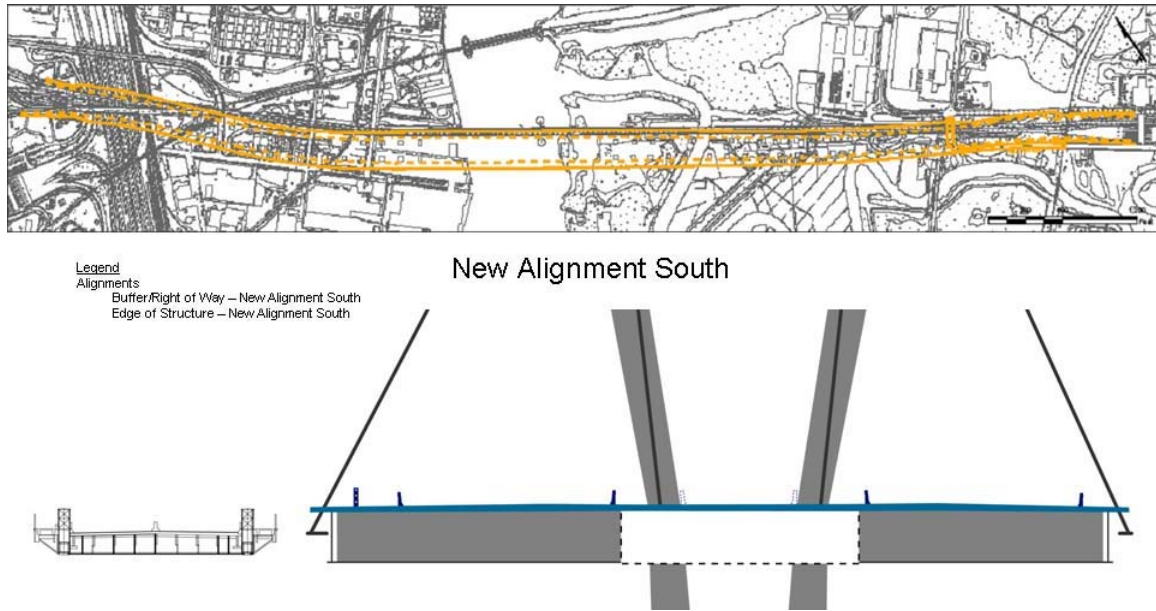 New Alignment South
Legend
Alignments
Buffer/Right of Way – New Alignment South
Edge of Structure – New Alignment South